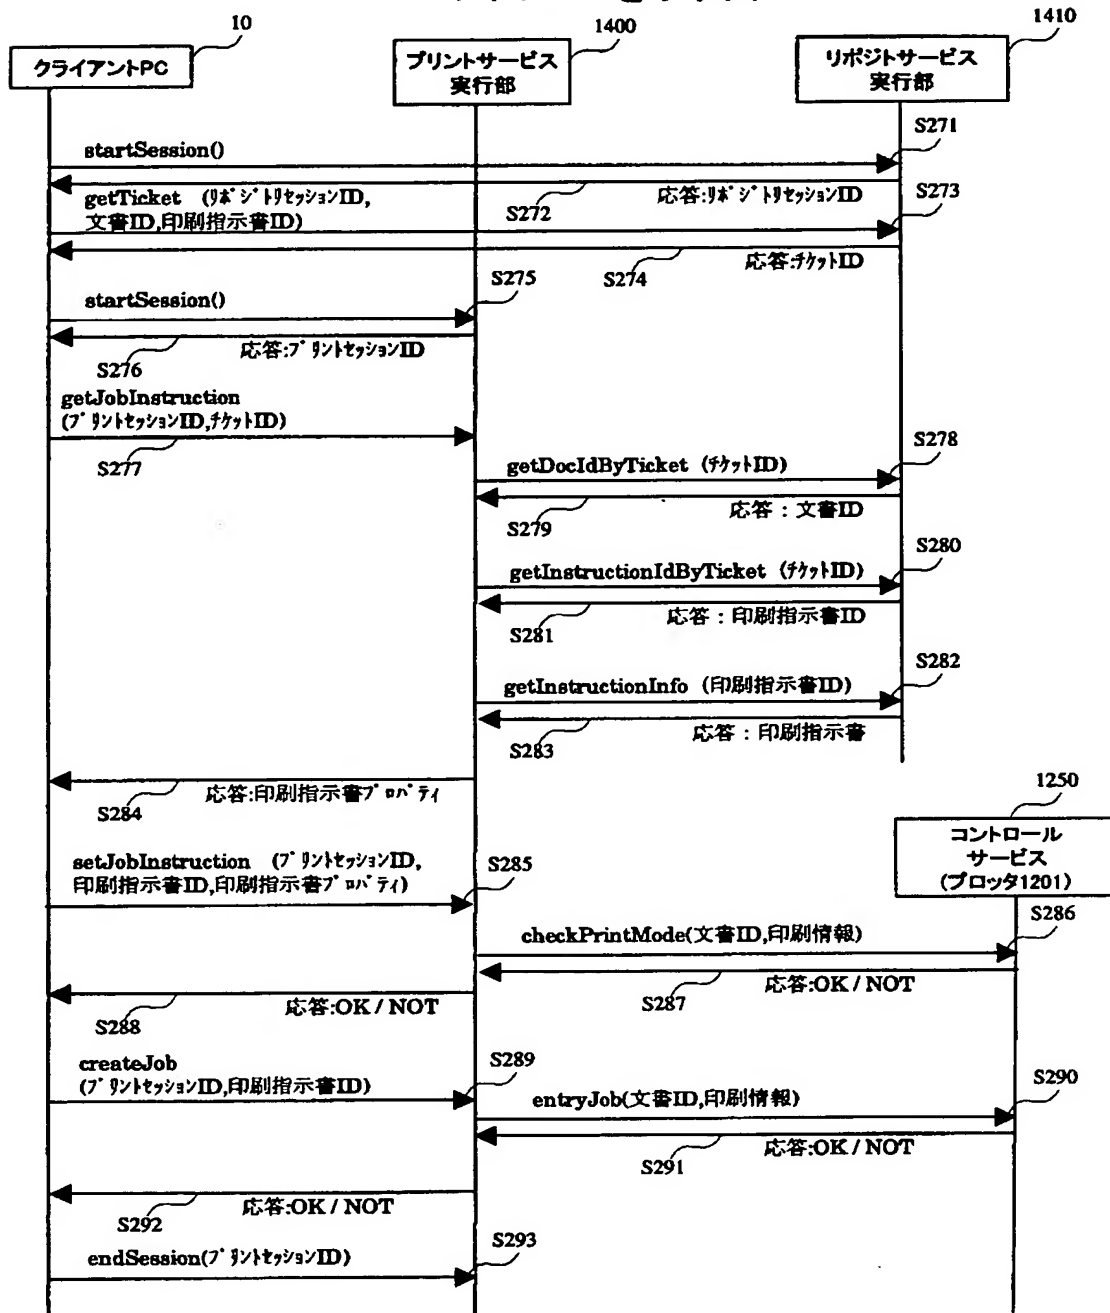 10
クライアントPC
1400
プリントサービス
実行部
1410
リポジトサービス
実行部
S271
startSession()
S272
応答:リポジトリセッションID
S273
getTicket (リポジトリセッションID,
文書ID,印刷指示書ID)
S274
応答:チケットID
S275
startSession()
S276
応答:プリントセッションID
getJobInstruction
(プリントセッションID,チケットID)
S277
S278
getDocIdByTicket (チケットID)
S279
応答:文書ID
S280
getInstructionIdByTicket (チケットID)
S281
応答:印刷指示書ID
S282
getInstructionInfo (印刷指示書ID)
S283
応答:印刷指示書
S284
応答:印刷指示書プロパティ
1250
コントロール
サービス
(プロッタ1201)
setJobInstruction (プリントセッションID,
印刷指示書ID,印刷指示書プロパティ)
S285
S286
checkPrintMode(文書ID,印刷情報)
S287
応答:OK / NOT
S288
応答:OK / NOT
createJob
(プリントセッションID,印刷指示書ID)
S289
S290
entryJob(文書ID,印刷情報)
S291
応答:OK / NOT
S292
応答:OK / NOT
S293
endSession(プリントセッションID)